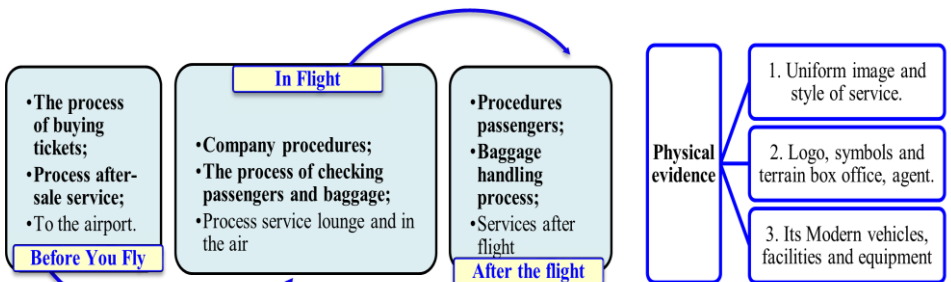 •The process
of buying
tickets;
•Process after-
sale service;
•To the airport.
Before You Fly
In Flight
•Company procedures;
•The process of checking
passengers and baggage;
•Process service lounge and in
the air
•Procedures
passengers;
•Baggage
handling
process;
•Services after
flight
After the flight
Physical
evidence
1. Uniform image and
style of service.
2. Logo, symbols and
terrain box office, agent.
3. Its Modern vehicles,
facilities and equipment